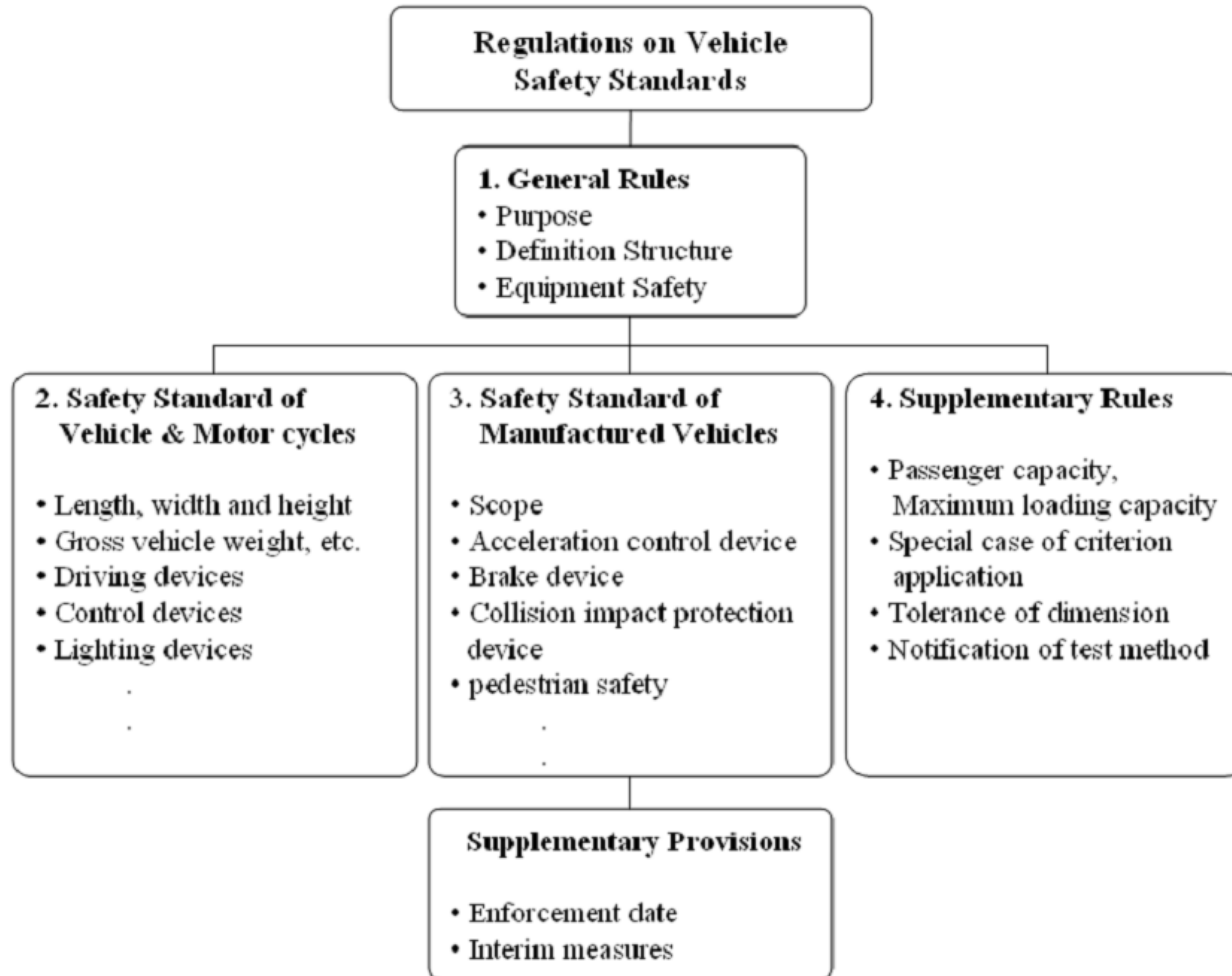 Regulations on Vehicle
Safety Standards
1. General Rules
• Purpose
• Definition Structure
• Equipment Safety
2. Safety Standard of
Vehicle & Motor cycles
• Length, width and height
• Gross vehicle weight, etc.
• Driving devices
• Control devices
• Lighting devices
.
.
3. Safety Standard of
Manufactured Vehicles
• Scope
• Acceleration control device
• Brake device
• Collision impact protection
device
• pedestrian safety
.
.
4. Supplementary Rules
• Passenger capacity,
Maximum loading capacity
• Special case of criterion
application
• Tolerance of dimension
• Notification of test method
Supplementary Provisions
• Enforcement date
• Interim measures